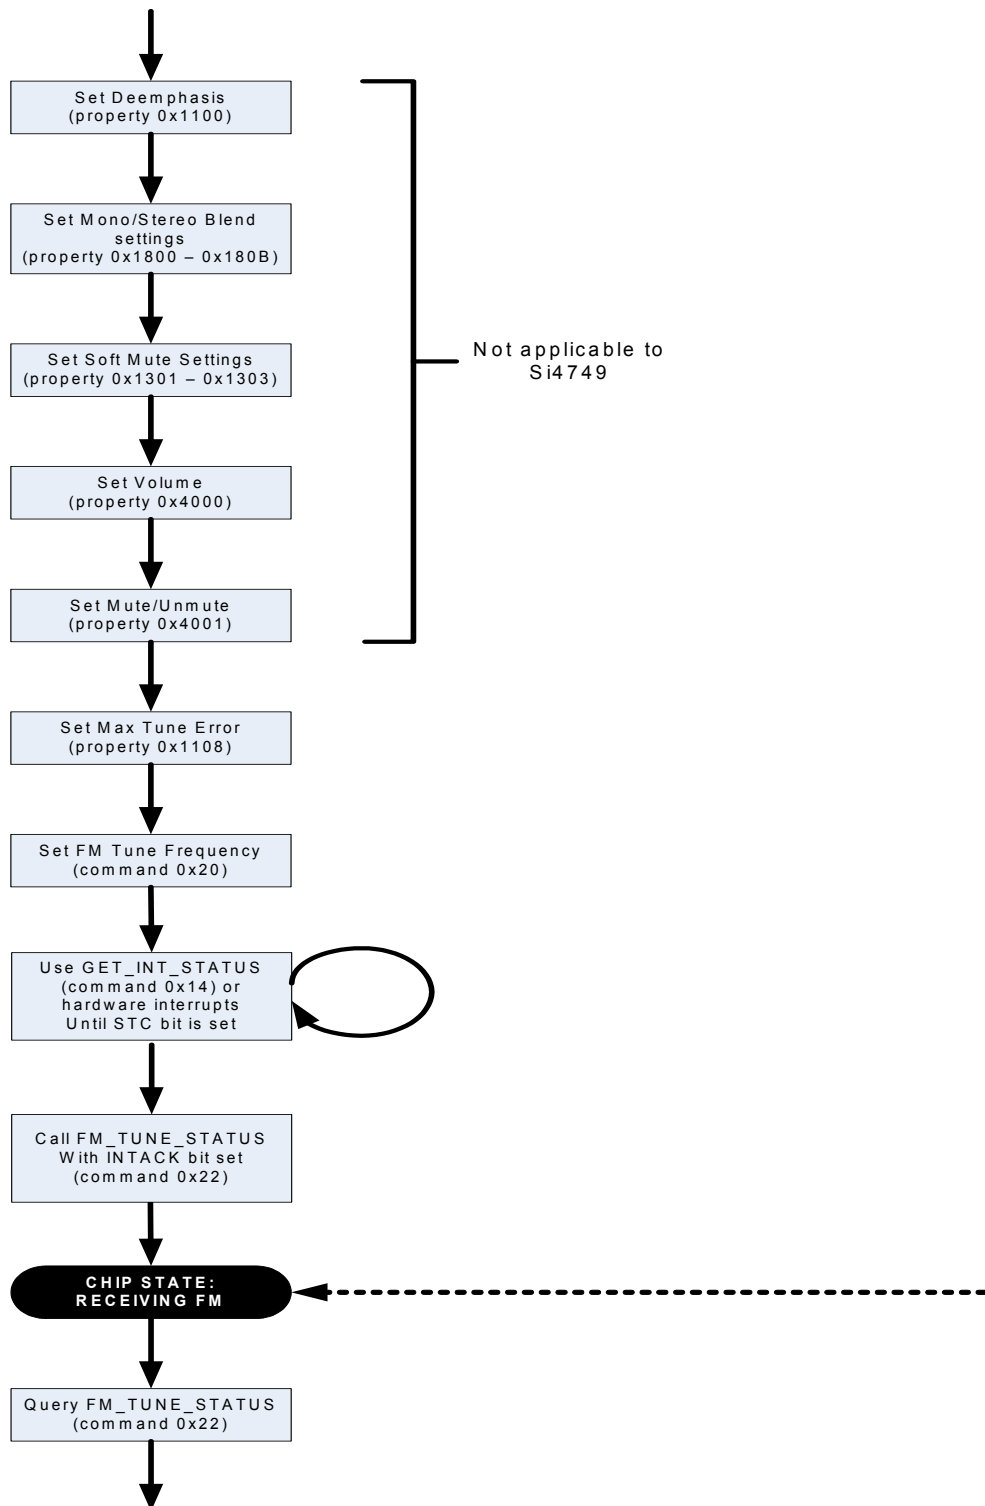 Set Deemphasis
(property 0x1100)
Set Mono/Stereo Blend
settings
(property 0x1800 – 0x180B)
Set Soft Mute Settings
(property 0x1301 – 0x1303)
Not applicable to
Si4749
Set Volume
(property 0x4000)
Set Mute/Unmute
(property 0x4001)
Set Max Tune Error
(property 0x1108)
Set FM Tune Frequency
(command 0x20)
Use GET_INT_STATUS
(command 0x14) or
hardware interrupts
Until STC bit is set
Call FM_TUNE_STATUS
With INTACK bit set
(command 0x22)
CHIP STATE:
RECEIVING FM
Query FM_TUNE_STATUS
(command 0x22)